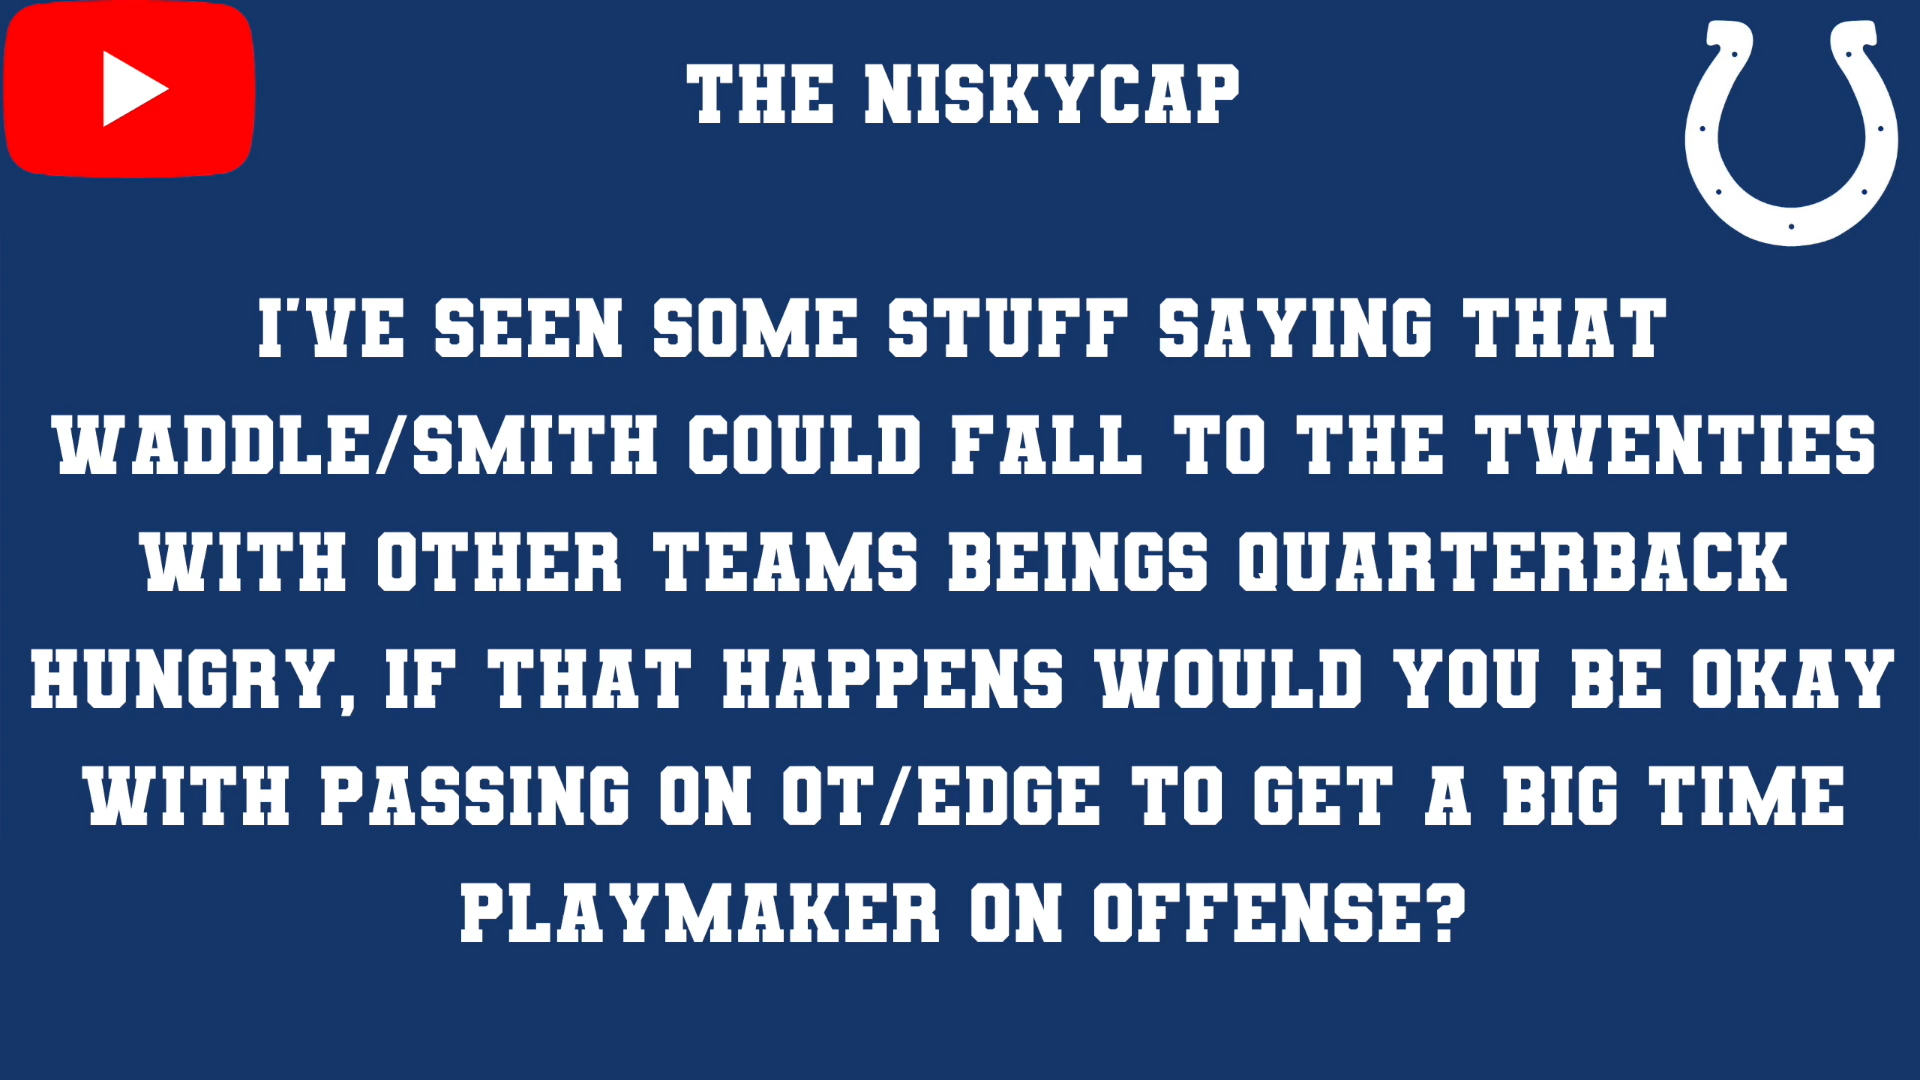 THE NISKYCAP
I'VE SEEN SOME STUFF SAYING THAT
WADDLE/SMITH COULD FALL TO THE TWENTIES
WITH OTHER TEAMS BEINGS QUARTERBACK
HUNGRY, IF THAT HAPPENS WOULD YOU BE OKAY
WITH PASSING ON OT/EDGE TO GET A BIG TIME
PLAYMAKER ON OFFENSE?